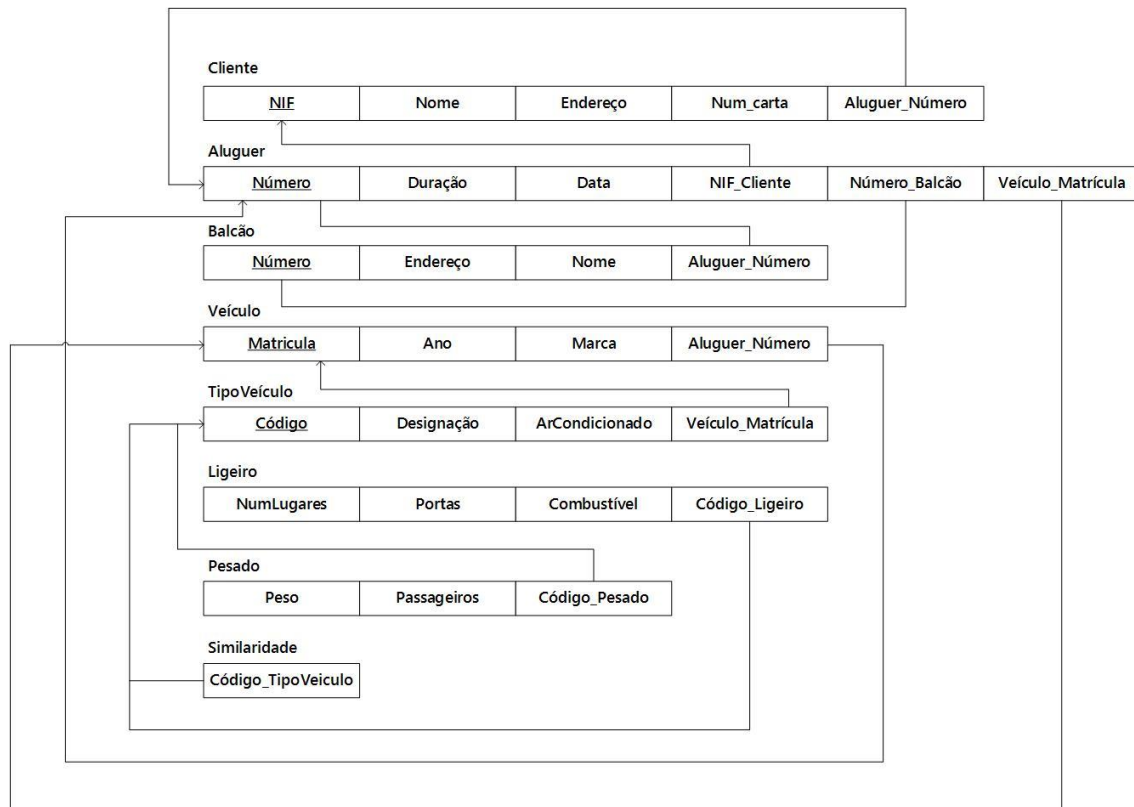 Cliente
NIF Nome Endereço Num_carta Aluguer_Número
Aluguer
Número Duração Data NIF_Cliente Número_Balcão Veículo_Matrícula
Balcão
Número Endereço Nome Aluguer_Número
Veículo
Matricula Ano Marca Aluguer_Número
TipoVeículo
Código Designação ArCondicionado Veículo_Matrícula
Ligeiro
NumLugares Portas Combustível Código_Ligeiro
Pesado
Peso Passageiros Código_Pesado
Similaridade
Código_TipoVeiculo